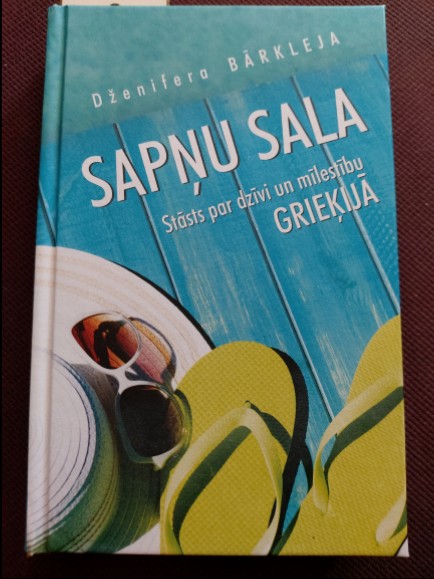 Dženifera BĀRKLEJA
SAPŅU SALA
Stāsts par dzīvi un mīlestību
GRIEĶIJĀ